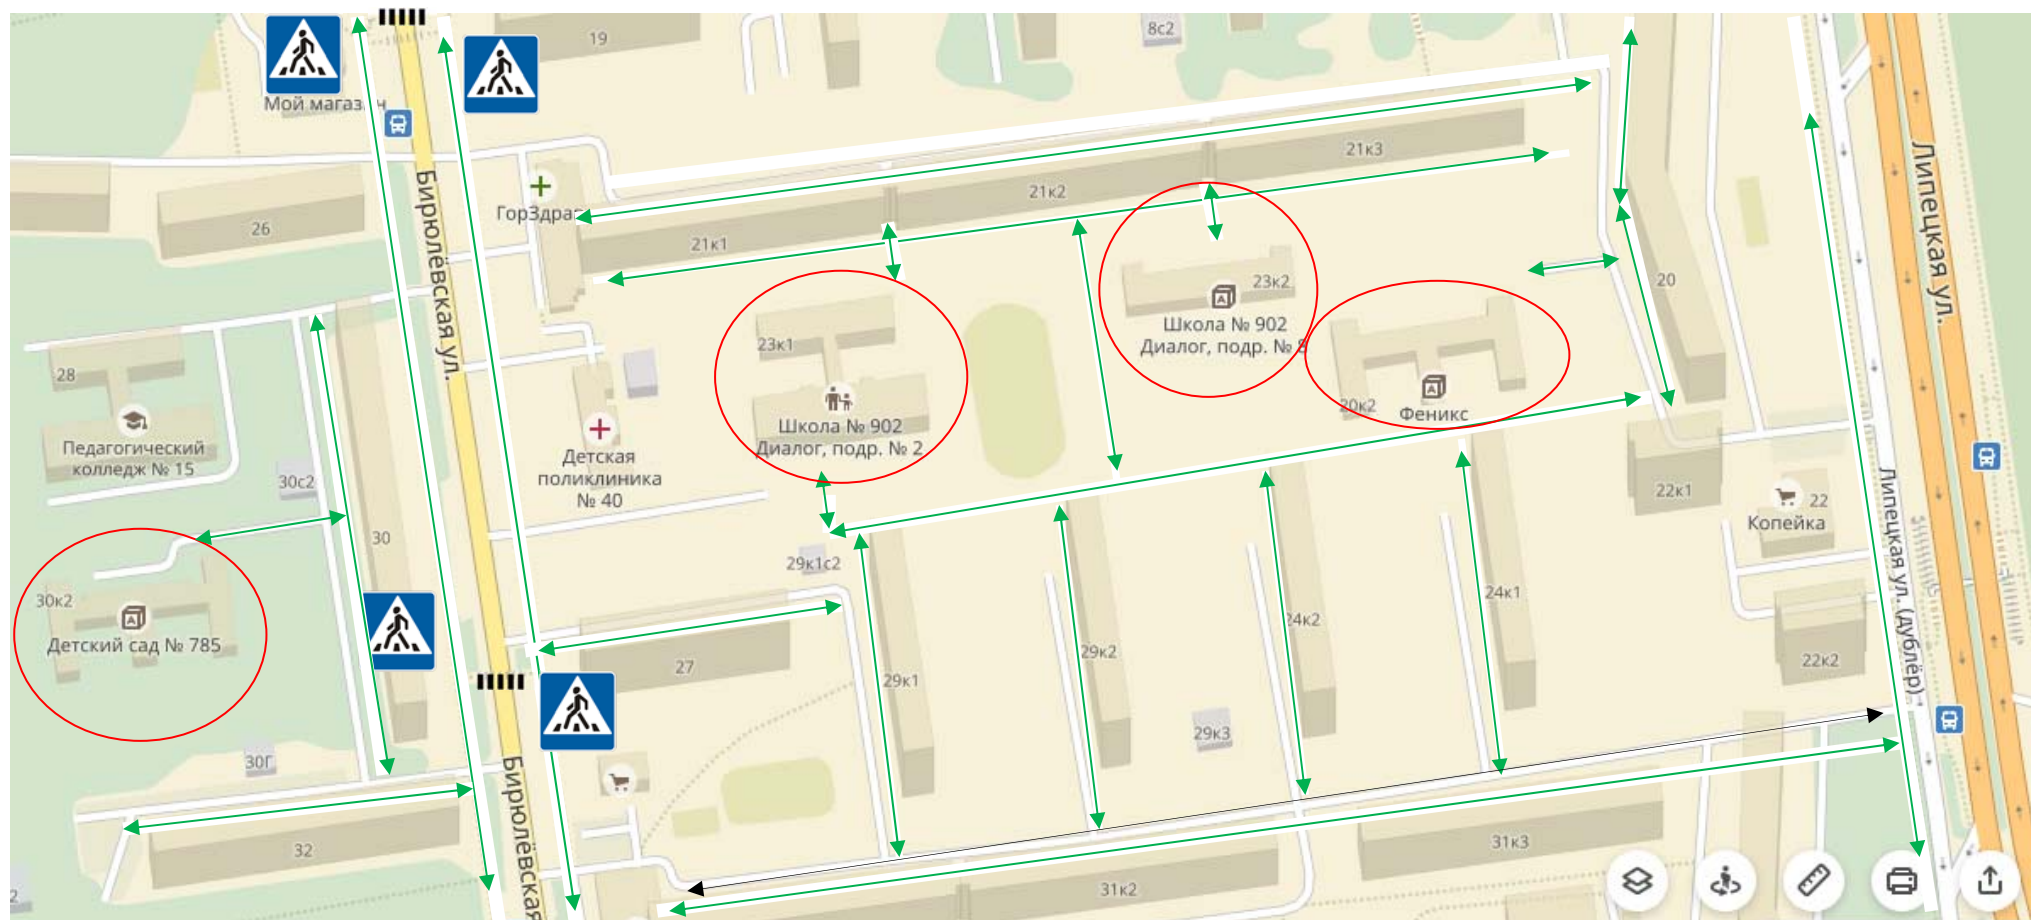 19
8с2
Мой магазин
21к3
ГорЗдрав
26
21к2
21к1
Бирюлёвская ул.
Липецкая ул.
20
23к2
Школа № 902
Диалог, подр. № 9
23к1
28
Школа № 902
Диалог, подр. № 2
20к2
Феникс
Педагогический
колледж № 15
Детская
поликлиника
№ 40
30с2
30
22к1
22
Копейка
Липецкая ул. (дублёр)
29к1с2
30к2
Детский сад № 785
24к1
24к2
29к2
27
29к1
22к2
29к3
30Г
Бирюлёвская
32
31к3
31к2
2